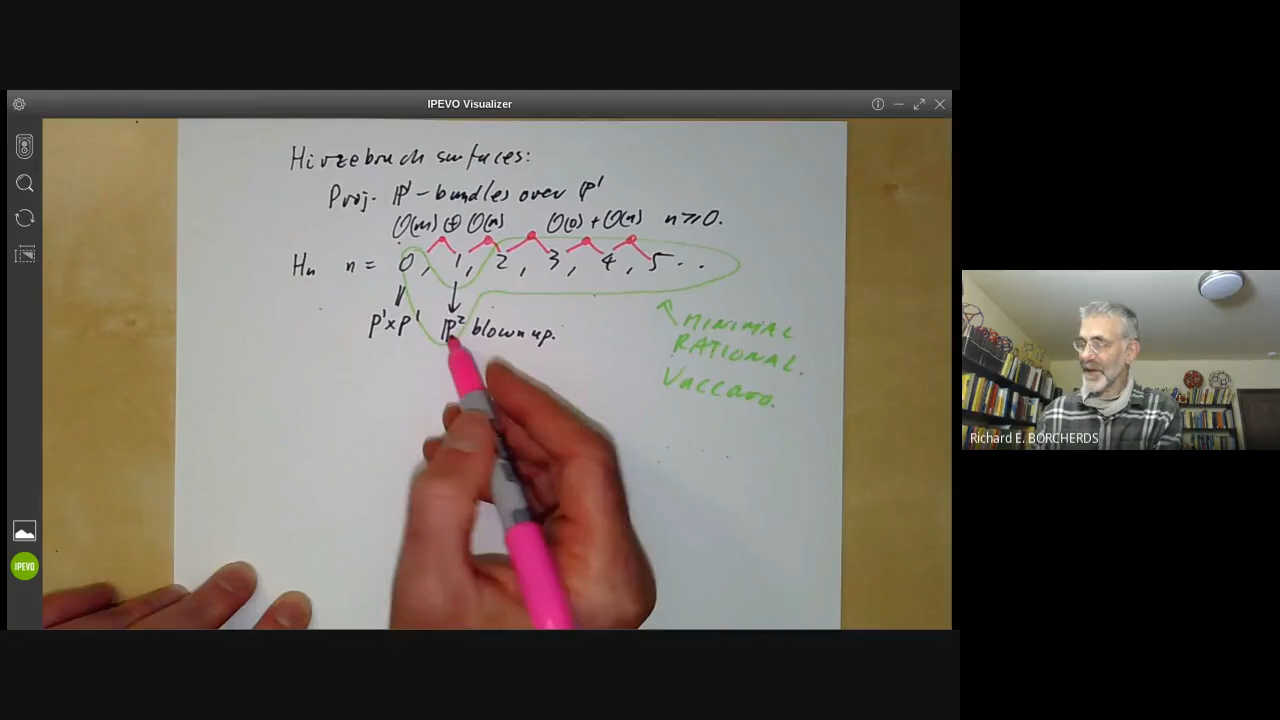 IPEVO Visualizer
Hirzebruch surfaces:
Proj. P¹-bundles over P¹
O(m) ⊕ O(n) O(0) + O(n) n ≥ 0.
Hn n = 0, 1, 2, 3, 4, 5 . . .
P¹×P¹ P² blown up.
MINIMAL
RATIONAL.
Vaccaro.
IPEVO
Richard E. BORCHERDS